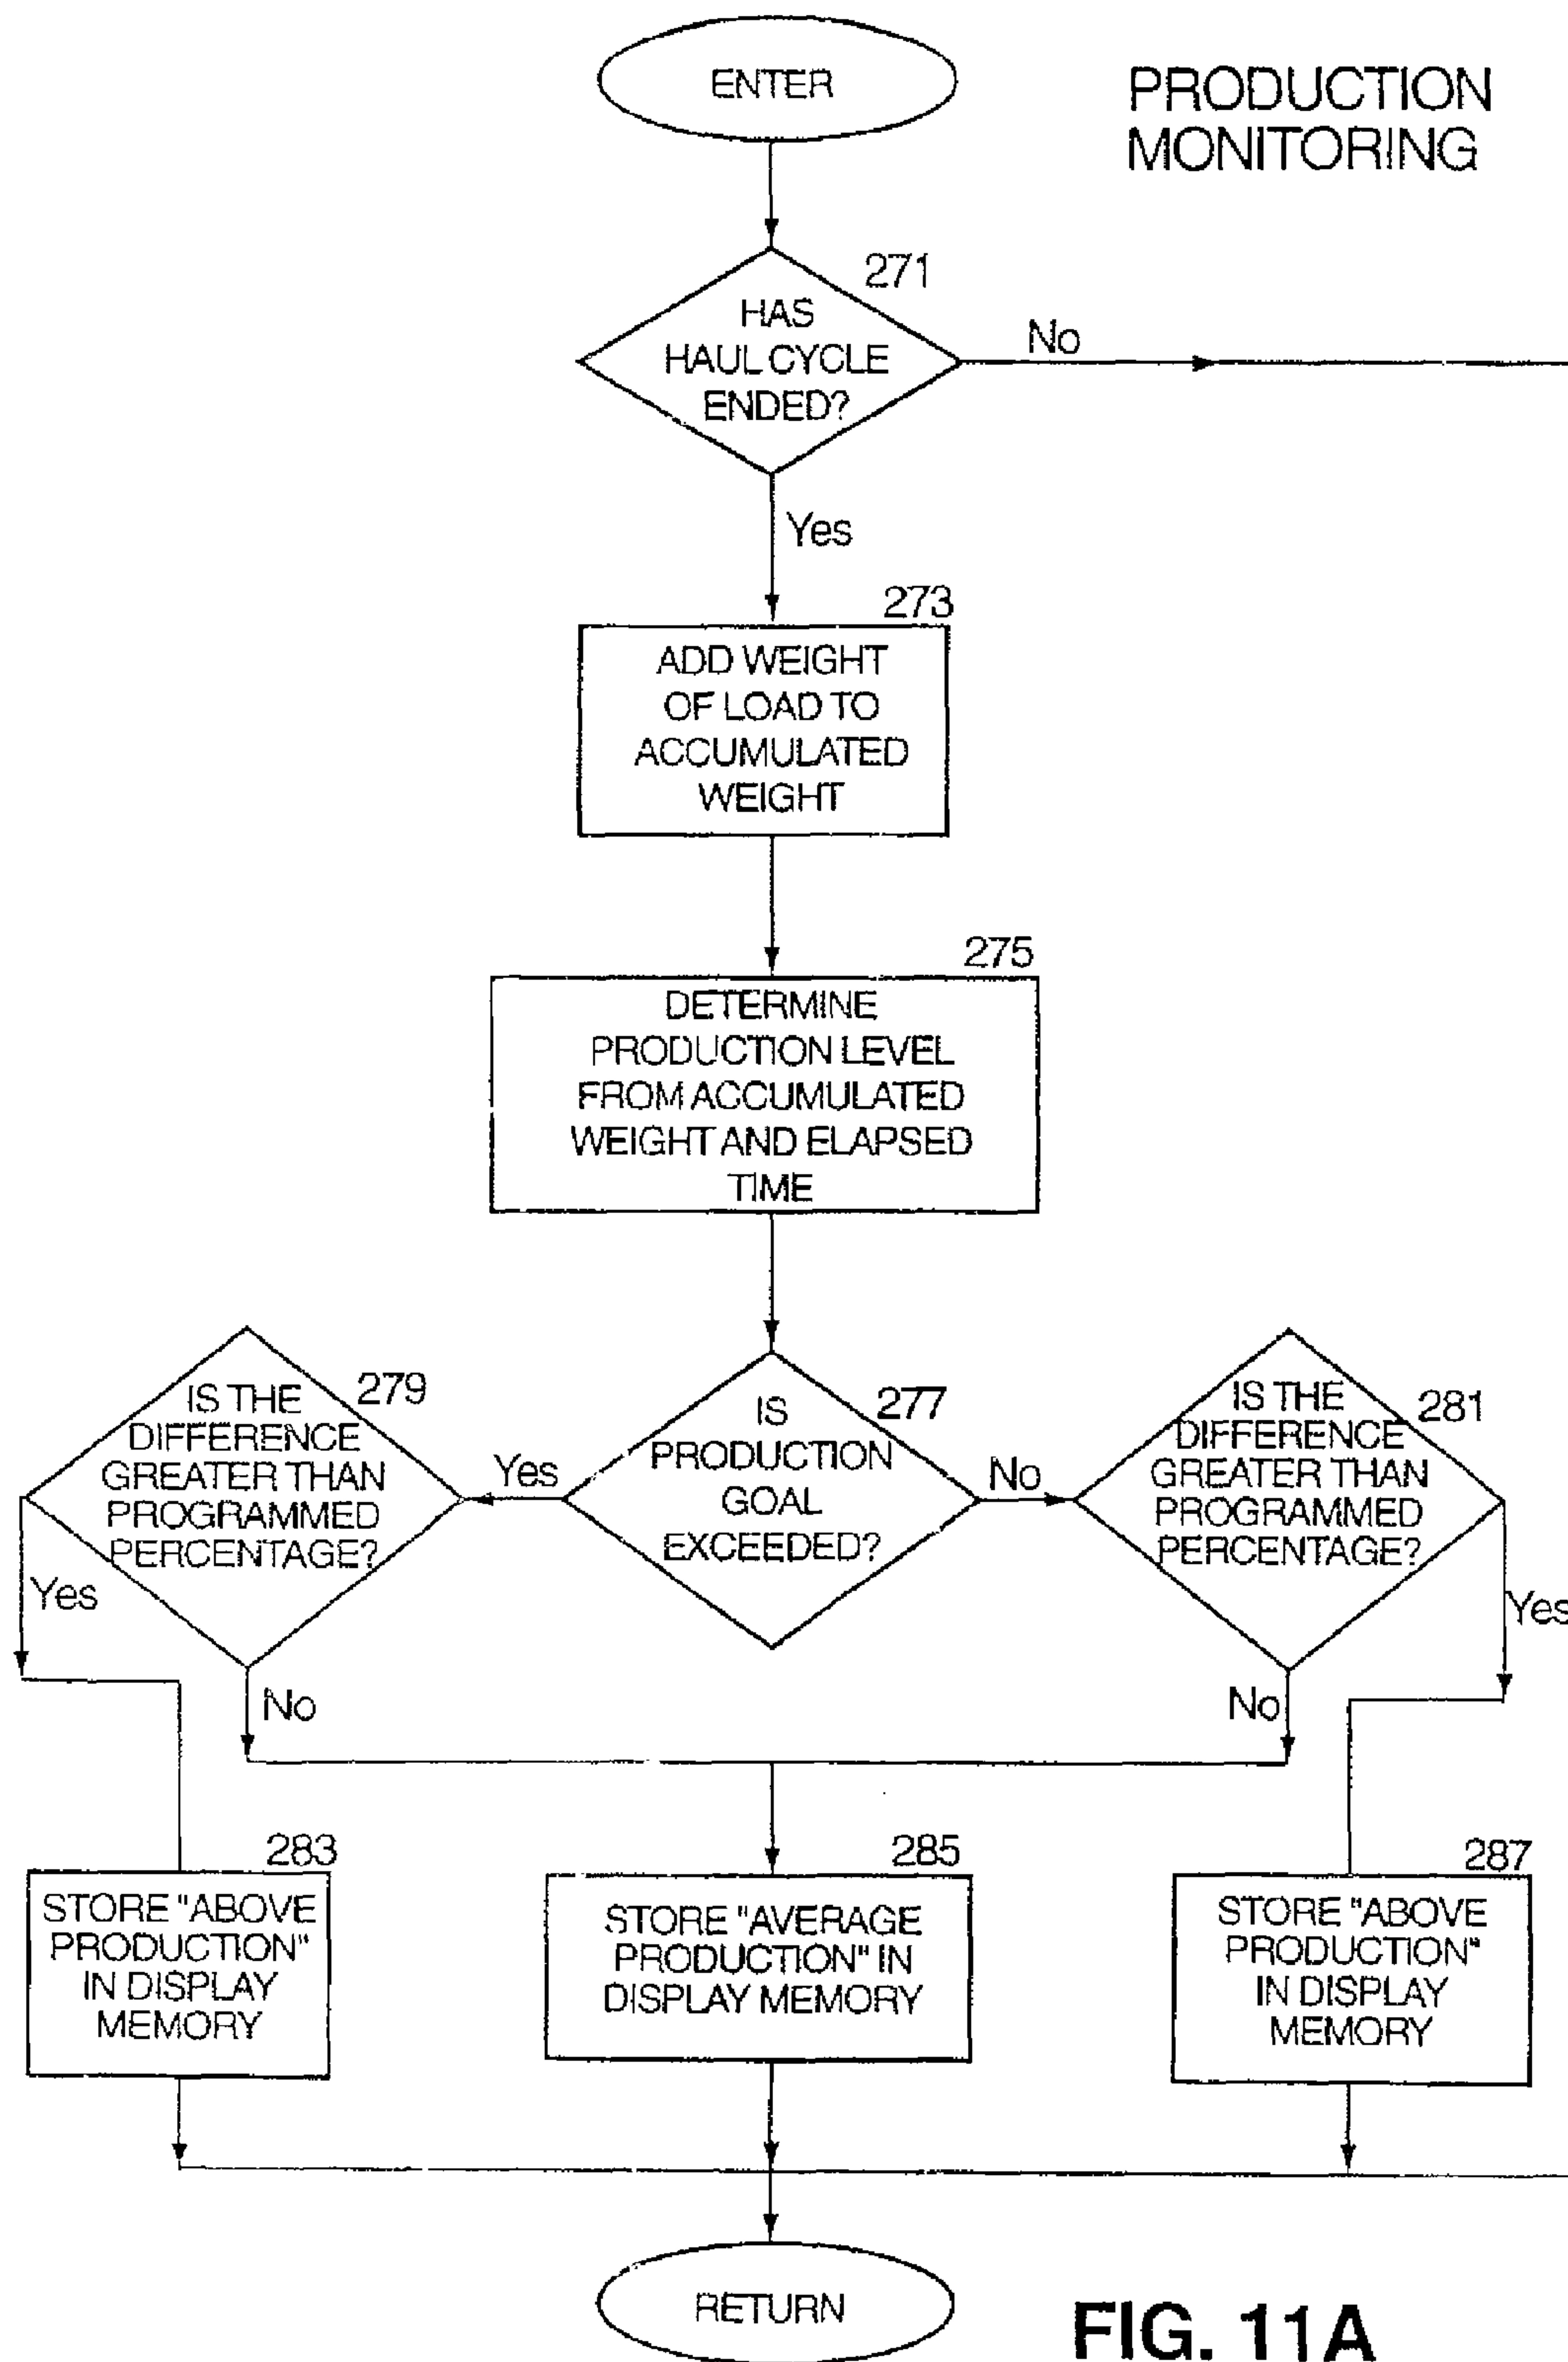 ENTER
PRODUCTION
MONITORING
271
HAS
HAUL CYCLE
ENDED?
No
Yes
273
ADD WEIGHT
OF LOAD TO
ACCUMULATED
WEIGHT
275
DETERMINE
PRODUCTION LEVEL
FROM ACCUMULATED
WEIGHT AND ELAPSED
TIME
279
IS THE
DIFFERENCE
GREATER THAN
PROGRAMMED
PERCENTAGE?
Yes
277
IS
PRODUCTION
GOAL
EXCEEDED?
No
281
IS THE
DIFFERENCE
GREATER THAN
PROGRAMMED
PERCENTAGE?
Yes
No
No
Yes
283
STORE "ABOVE
PRODUCTION"
IN DISPLAY
MEMORY
285
STORE "AVERAGE
PRODUCTION" IN
DISPLAY MEMORY
287
STORE "ABOVE
PRODUCTION"
IN DISPLAY
MEMORY
RETURN
FIG. 11A